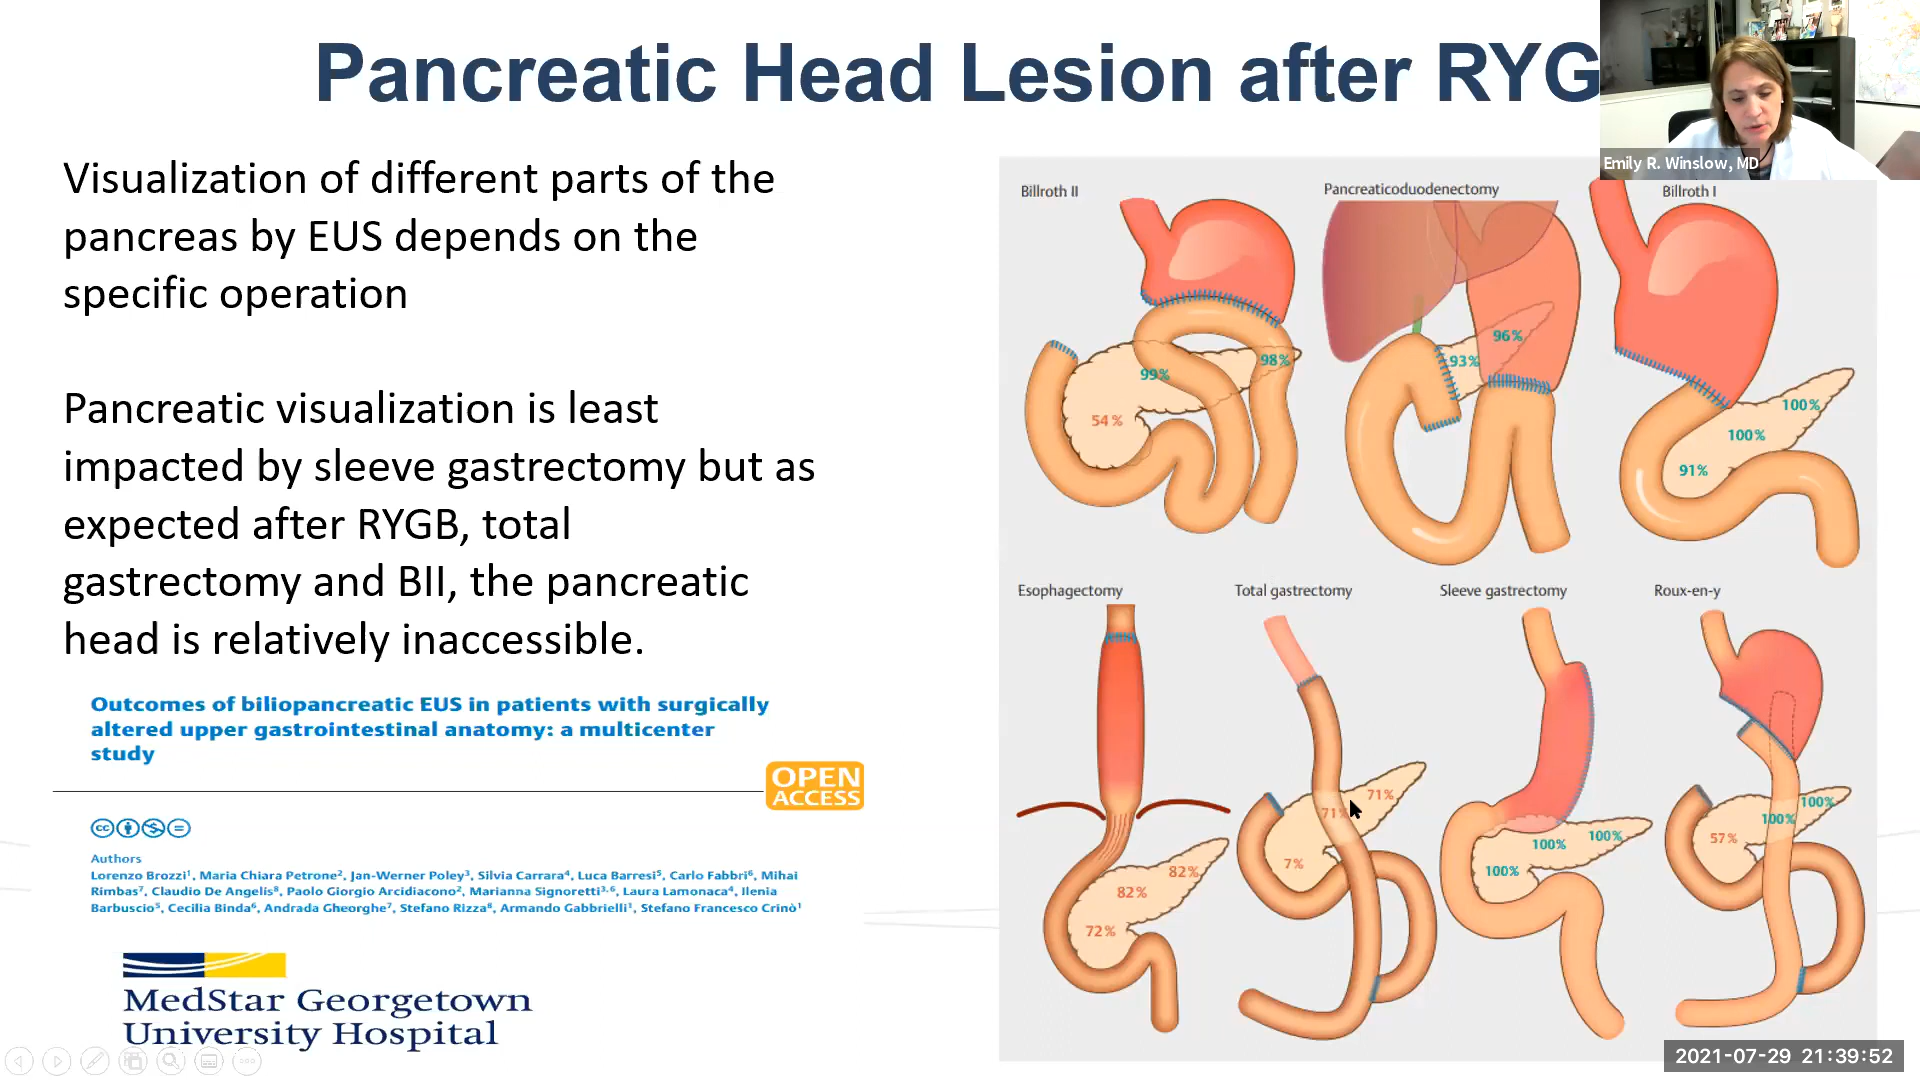 Pancreatic Head Lesion after RYG
Emily R. Winslow, MD
Visualization of different parts of the
pancreas by EUS depends on the
specific operation
Pancreatic visualization is least
impacted by sleeve gastrectomy but as
expected after RYGB, total
gastrectomy and BII, the pancreatic
head is relatively inaccessible.
Outcomes of biliopancreatic EUS in patients with surgically
altered upper gastrointestinal anatomy: a multicenter
study
OPEN
ACCESS
cc
Authors
Lorenzo Brozzi¹, Maria Chiara Petrone², Jan-Werner Poley³, Silvia Carrara⁴, Luca Barresi⁵, Carlo Fabbri⁶, Mihai
Rimbas⁷, Claudio De Angelis⁸, Paolo Giorgio Arcidiacono², Marianna Signoretti³,⁶, Laura Lamonaca⁴, Ilenia
Barbuscio⁵, Cecilia Binda⁶, Andrada Gheorghe⁷, Stefano Rizza⁸, Armando Gabbrielli¹, Stefano Francesco Crinò¹
MedStar Georgetown
University Hospital
Billroth II
99%
98%
54%
Pancreaticoduodenectomy
96%
93%
Billroth I
100%
100%
91%
Esophagectomy
82%
82%
72%
Total gastrectomy
71%
71%
7%
Sleeve gastrectomy
100%
100%
100%
Roux-en-y
100%
100%
57%
2021-07-29 21:39:52